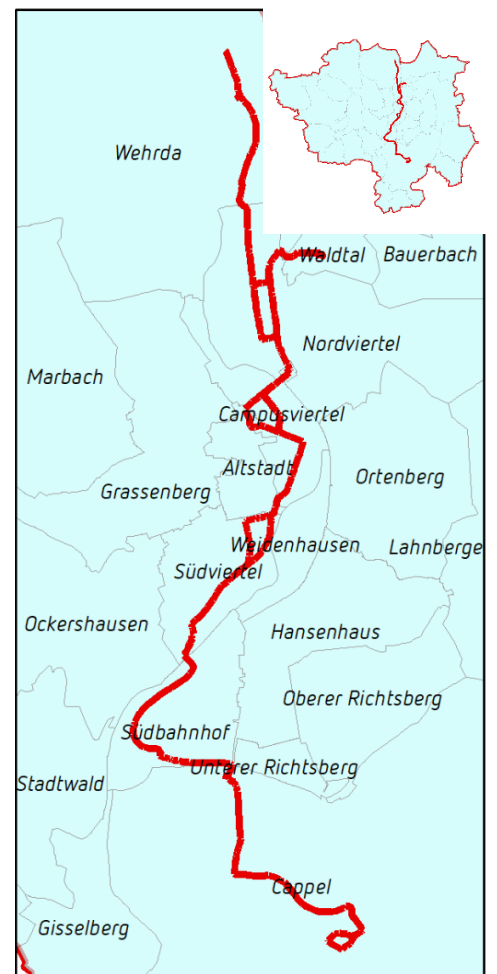 Wehrda
Waldtal
Bauerbach
Nordviertel
Marbach
Campusviertel
Altstadt
Ortenberg
Grassenberg
Weidenhausen
Lahnberge
Südviertel
Ockershausen
Hansenhaus
Oberer Richtsberg
Südbahnhof
Unterer Richtsberg
Stadtwald
Cappel
Gisselberg